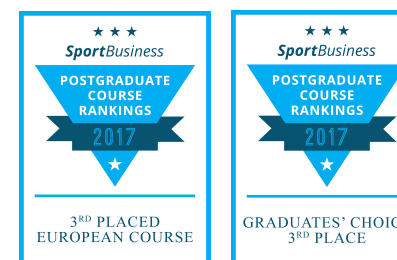 SportBusiness
POSTGRADUATE
COURSE
RANKINGS
2017
3RD PLACED
EUROPEAN COURSE
SportBusiness
POSTGRADUATE
COURSE
RANKINGS
2017
GRADUATES’ CHOIC
3RD PLACE